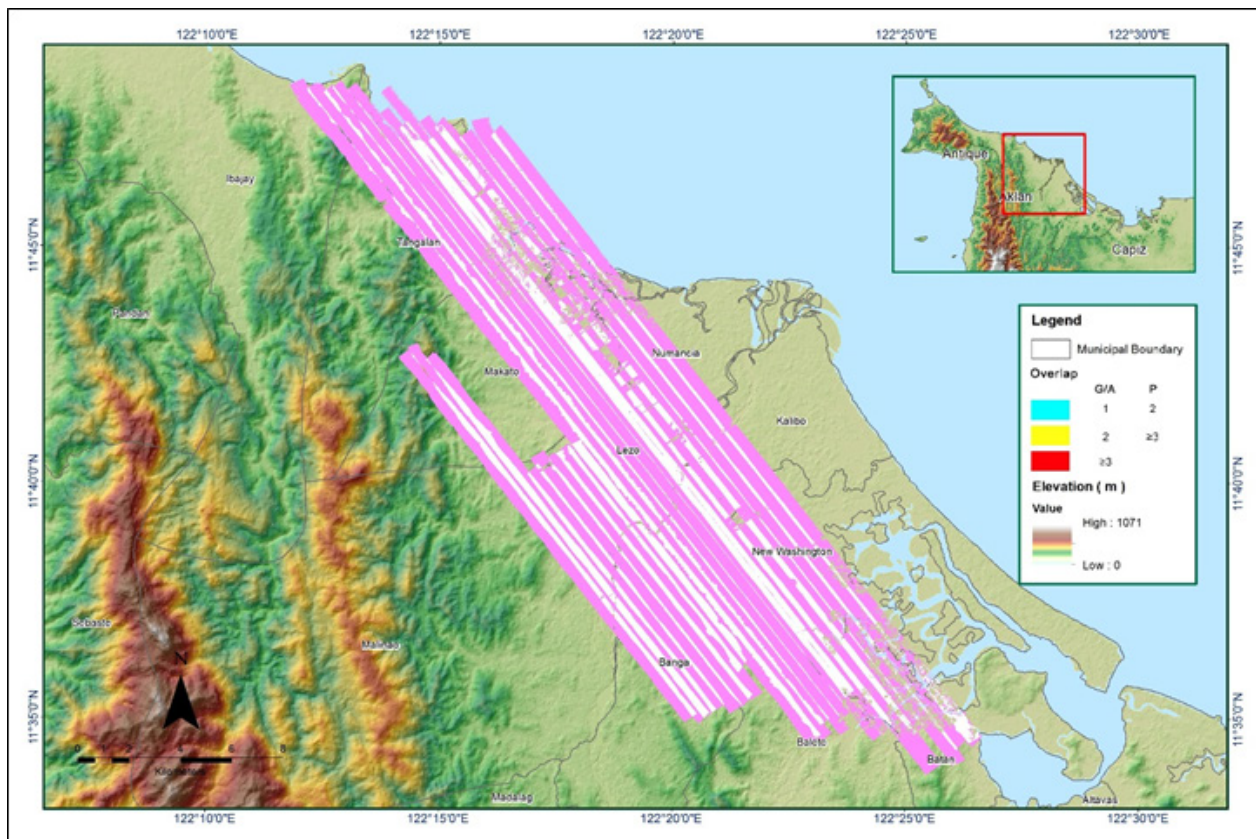 122°10'0"E 122°15'0"E 122°20'0"E 122°25'0"E 122°30'0"E
Antique
Aklan
Capiz
Ibajay
11°45'0"N 11°45'0"N
Tangalan
Pandan
Numancia
Makato
Kalibo
Lezo
11°40'0"N 11°40'0"N
Legend
Municipal Boundary
Overlap
G/A P
1 2
2 ≥3
≥3
Elevation ( m )
Value
High : 1071
Low : 0
New Washington
Sebaste
Malinao
Banga
N
11°35'0"N 11°35'0"N
Balete
Batan
0 1 2 4 6 8
Kilometers
Madalag
Altavas
122°10'0"E 122°15'0"E 122°20'0"E 122°25'0"E 122°30'0"E